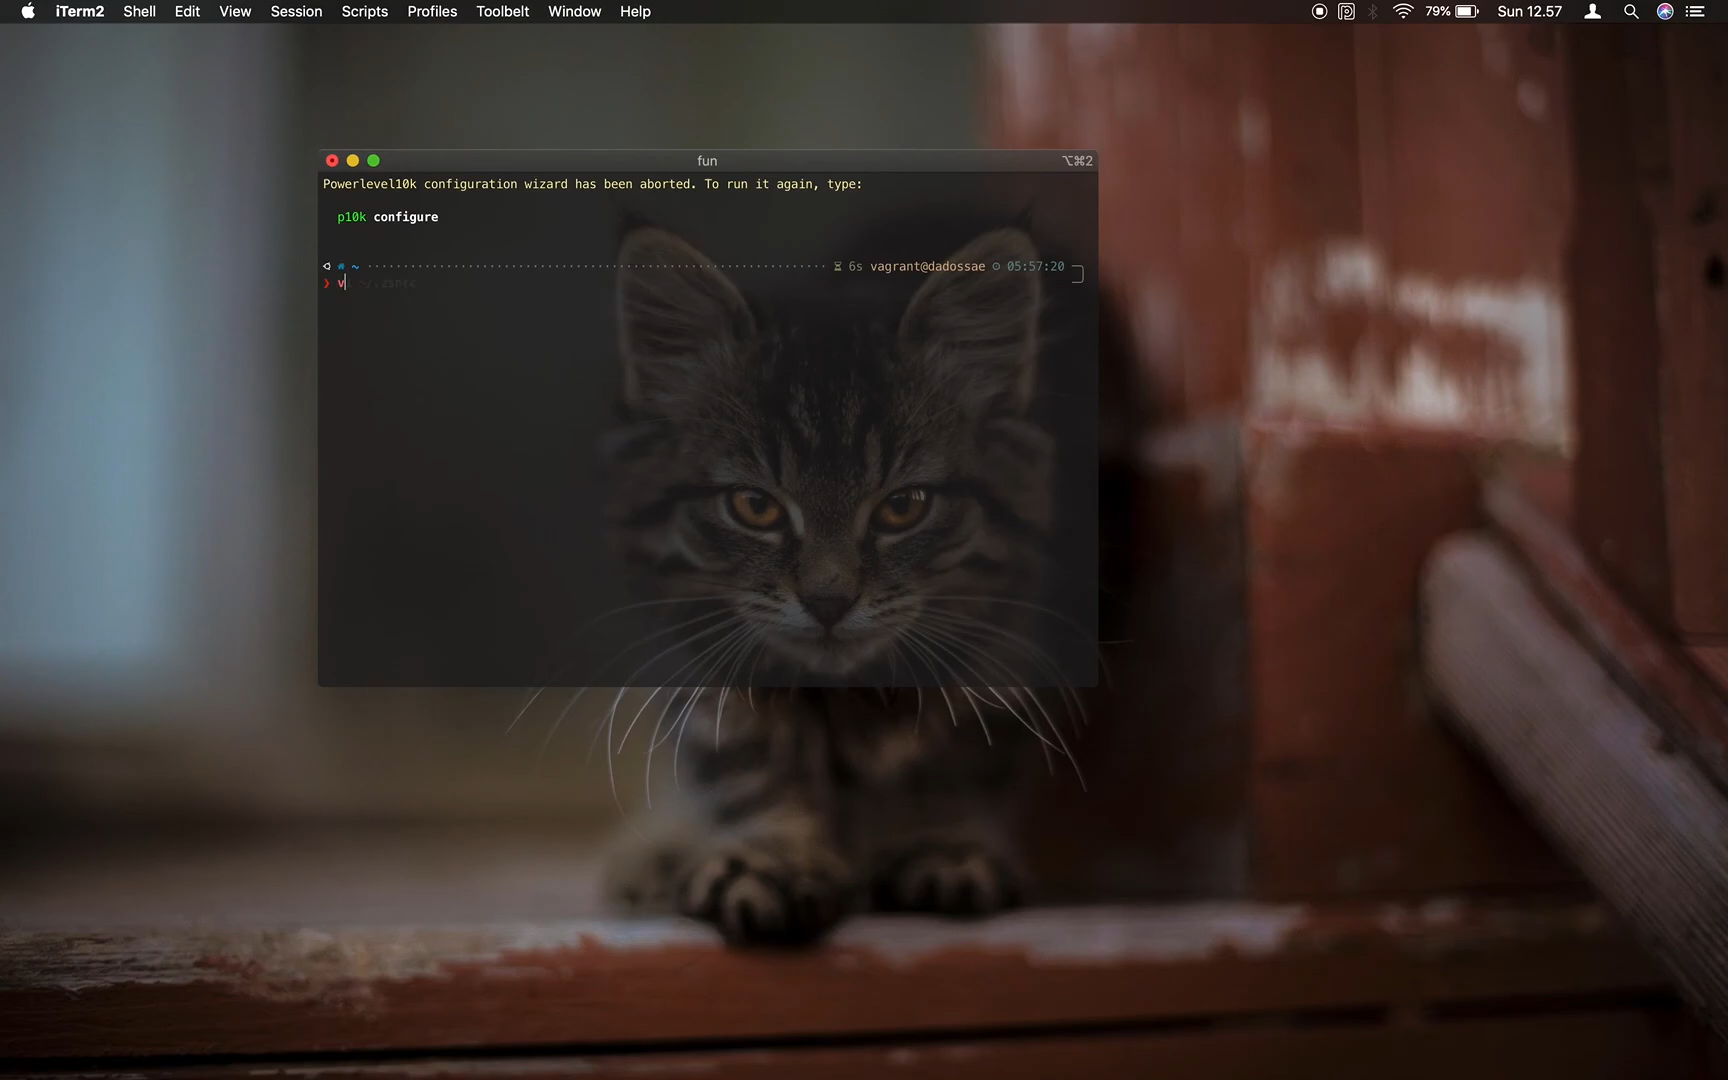 iTerm2 Shell Edit View Session Scripts Profiles Toolbelt Window Help 79% Sun 12.57
fun ⌥⌘2
Powerlevel10k configuration wizard has been aborted. To run it again, type:
p10k configure
~ 6s vagrant@dadossae 05:57:20
❯ v ~/.zshrc